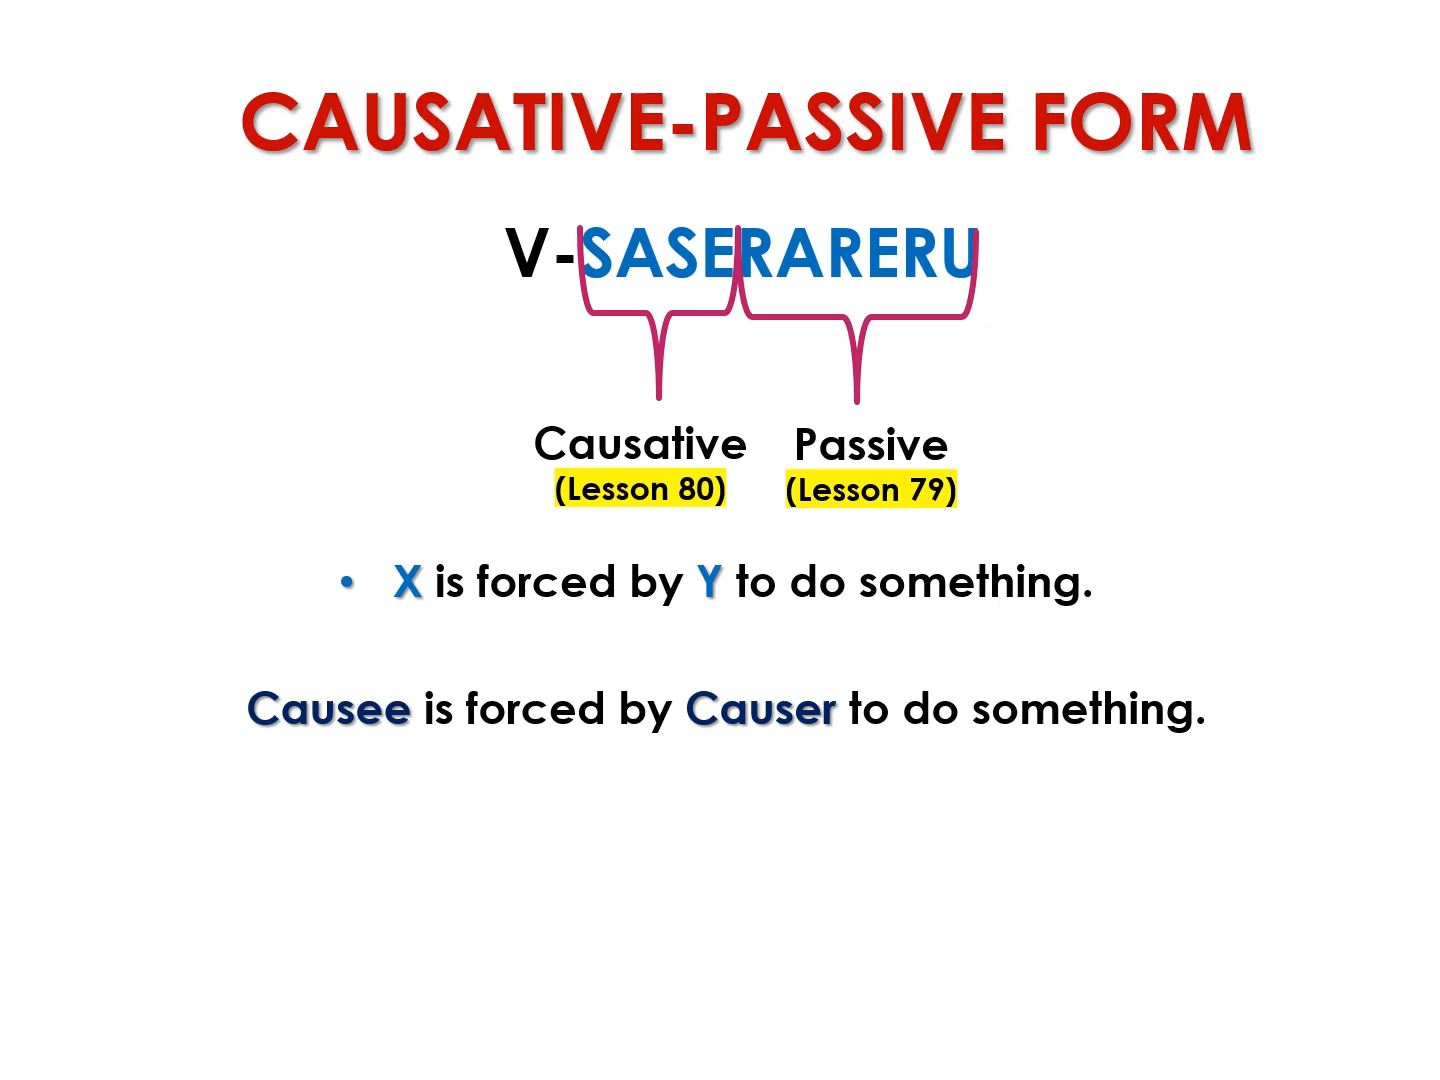 CAUSATIVE-PASSIVE FORM
V-SASERARERU
Causative Passive
(Lesson 80) (Lesson 79)
• X is forced by Y to do something.
Causee is forced by Causer to do something.